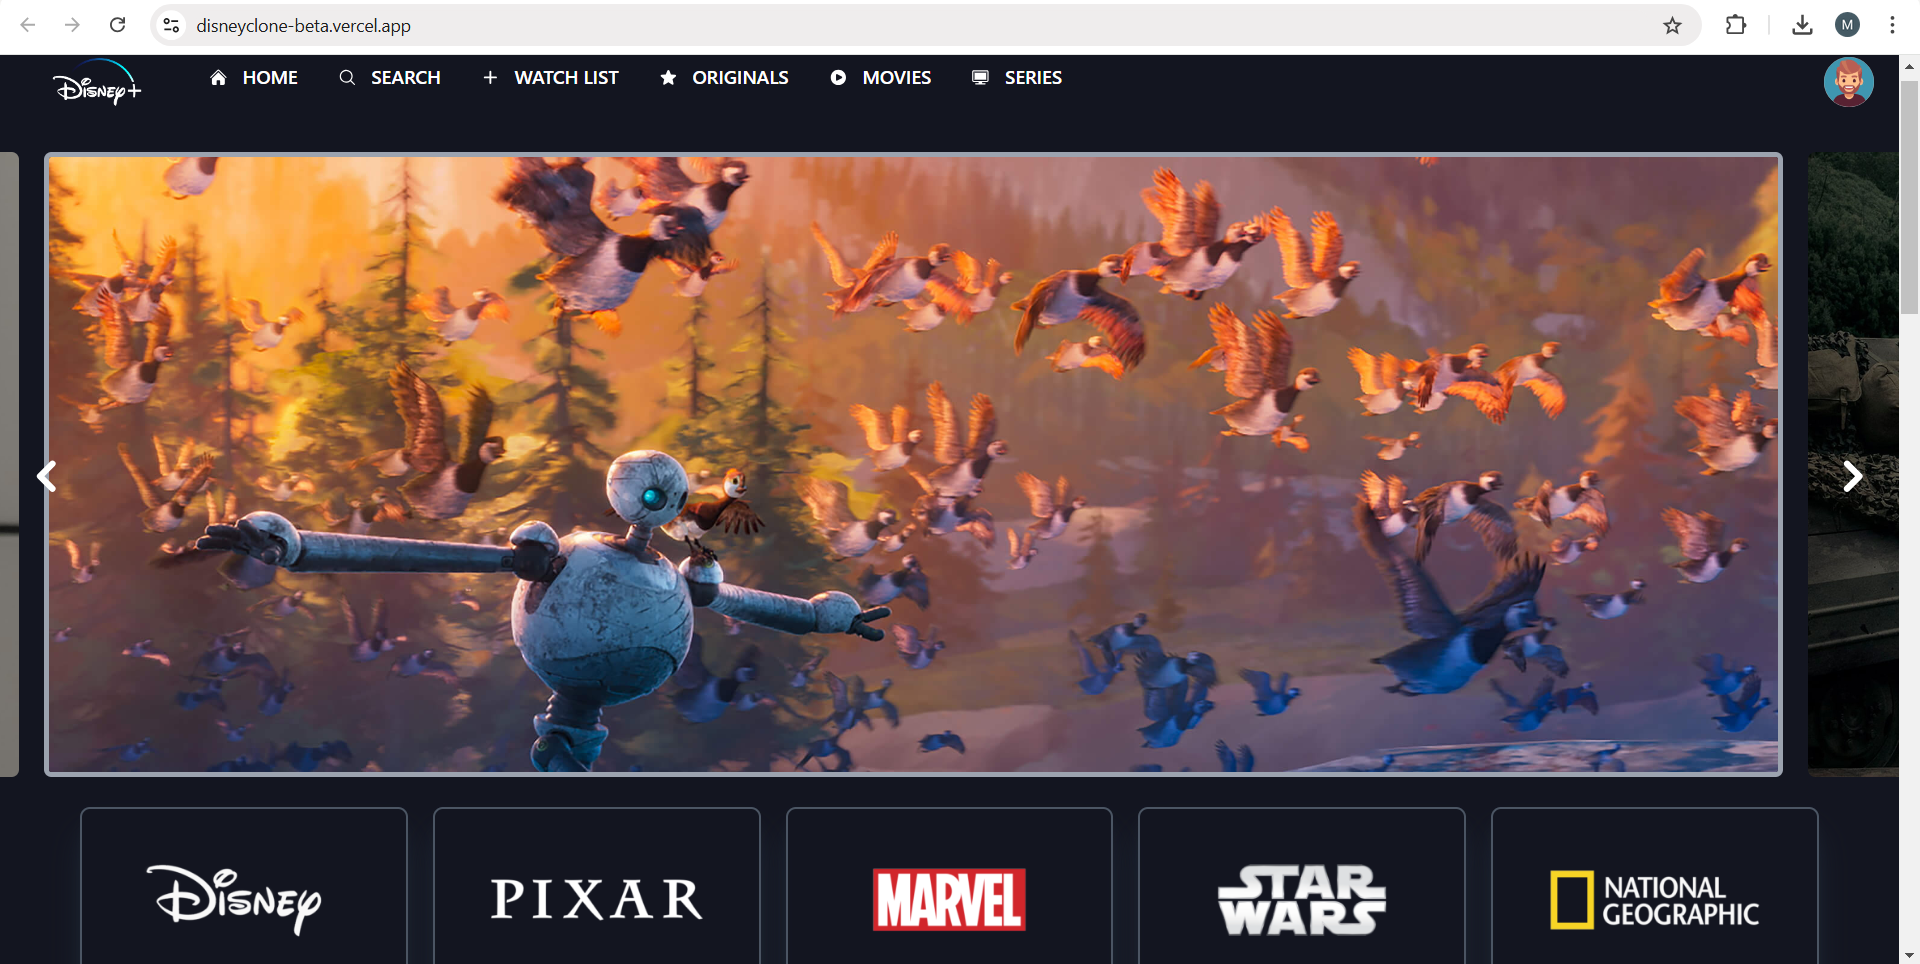 disneyclone-beta.vercel.app
M
Disney+
HOME
SEARCH
WATCH LIST
ORIGINALS
MOVIES
SERIES
Disney
PIXAR
MARVEL
STAR
WARS
NATIONAL
GEOGRAPHIC